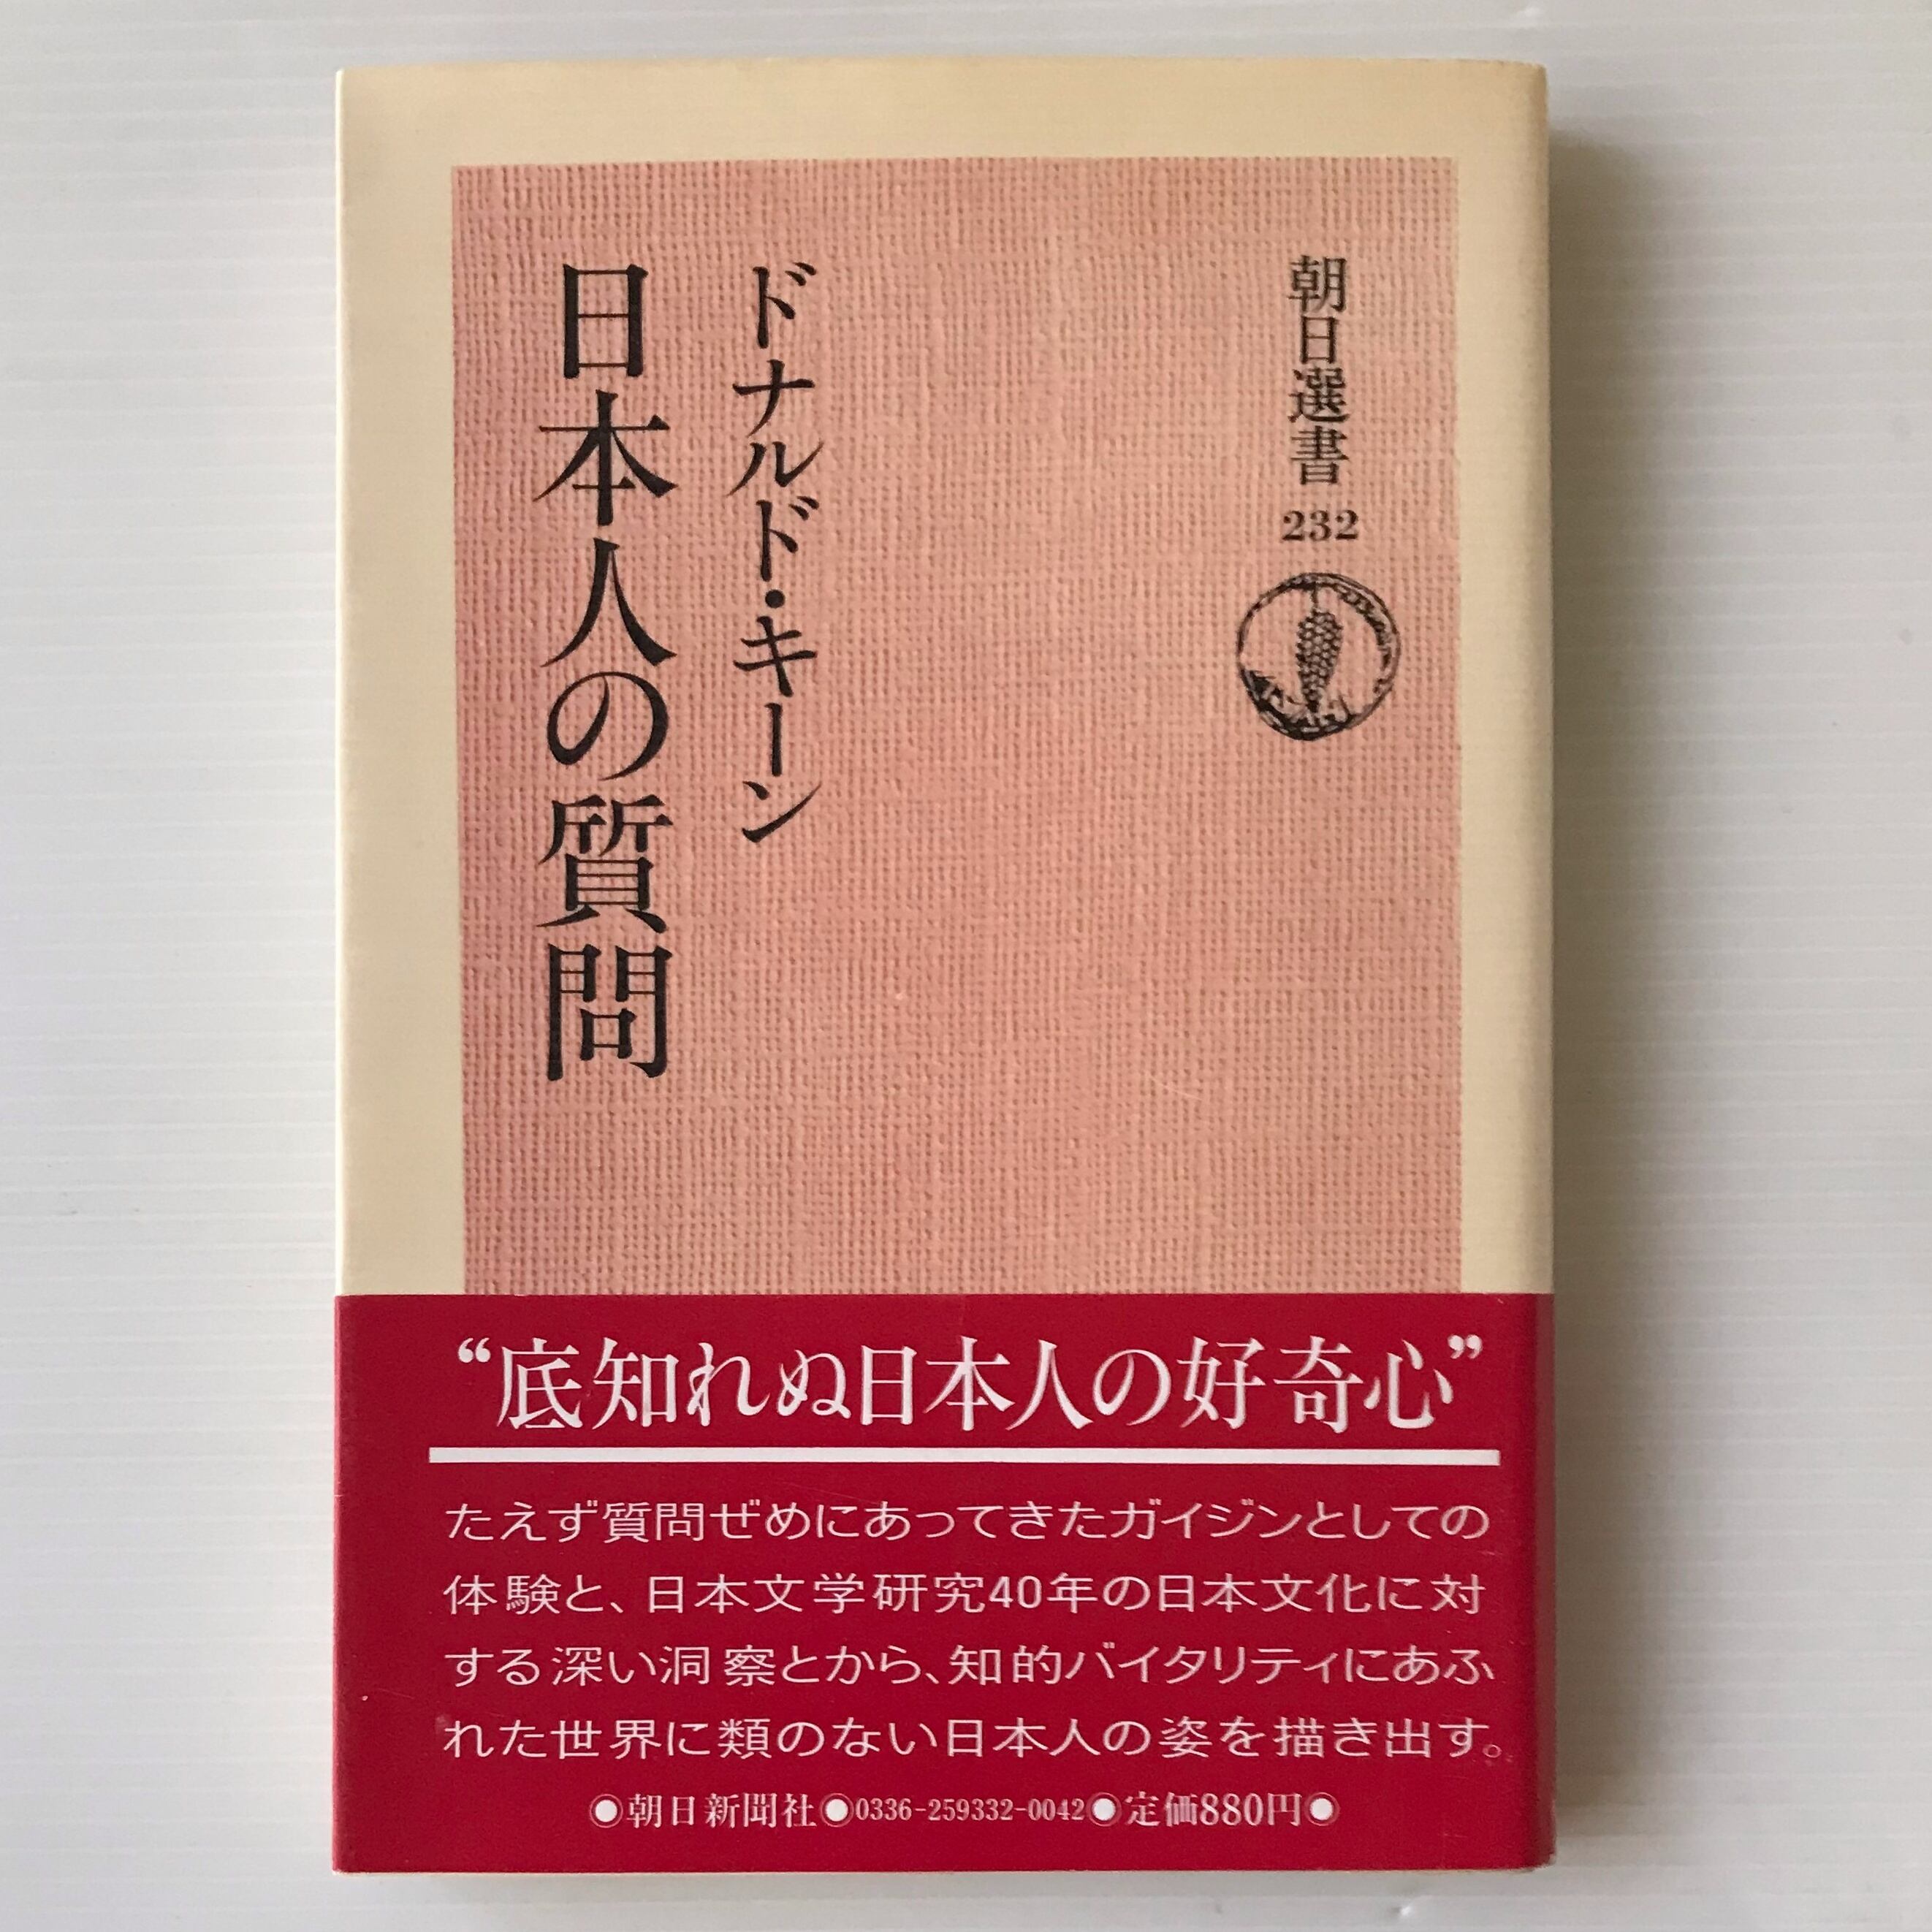 朝日選書
232
ドナルド・キーン
日本人の質問
“底知れぬ日本人の好奇心”
たえず質問ぜめにあってきたガイジンとしての
体験と、日本文学研究40年の日本文化に対
する深い洞察とから、知的バイタリティにあふ
れた世界に類のない日本人の姿を描き出す。
●朝日新聞社●0336-259332-0042●定価880円●